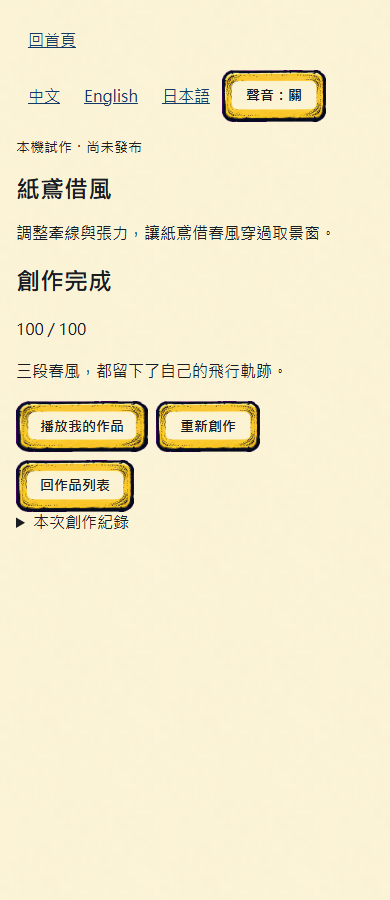 回首頁
中文 English 日本語 聲音：關
本機試作・尚未發布
紙鳶借風
調整牽線與張力，讓紙鳶借春風穿過取景窗。
創作完成
100 / 100
三段春風，都留下了自己的飛行軌跡。
播放我的作品 重新創作
回作品列表
▶ 本次創作紀錄